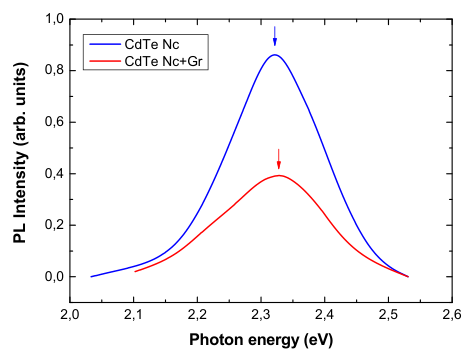 1,0
0,8
0,6
0,4
0,2
0,0
PL Intensity (arb. units)
CdTe Nc
CdTe Nc+Gr
2,0 2,1 2,2 2,3 2,4 2,5 2,6
Photon energy (eV)